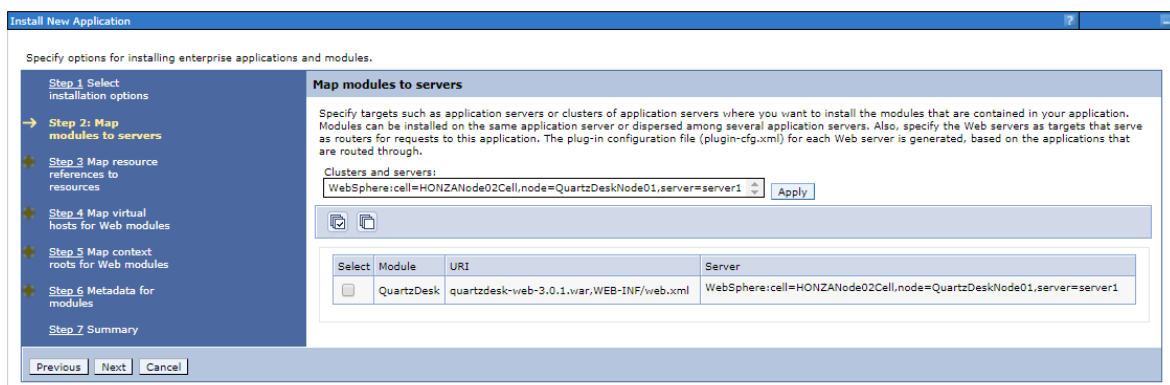 Install New Application
?
Specify options for installing enterprise applications and modules.
Step 1 Select
installation options
Step 2: Map
modules to servers
Step 3 Map resource
references to
resources
Step 4 Map virtual
hosts for Web modules
Step 5 Map context
roots for Web modules
Step 6 Metadata for
modules
Step 7 Summary
Map modules to servers
Specify targets such as application servers or clusters of application servers where you want to install the modules that are contained in your application.
Modules can be installed on the same application server or dispersed among several application servers. Also, specify the Web servers as targets that serve
as routers for requests to this application. The plug-in configuration file (plugin-cfg.xml) for each Web server is generated, based on the applications that
are routed through.
Clusters and servers:
WebSphere:cell=HONZANode02Cell,node=QuartzDeskNode01,server=server1
Apply
Select Module URI Server
QuartzDesk quartzdesk-web-3.0.1.war,WEB-INF/web.xml WebSphere:cell=HONZANode02Cell,node=QuartzDeskNode01,server=server1
Previous Next Cancel